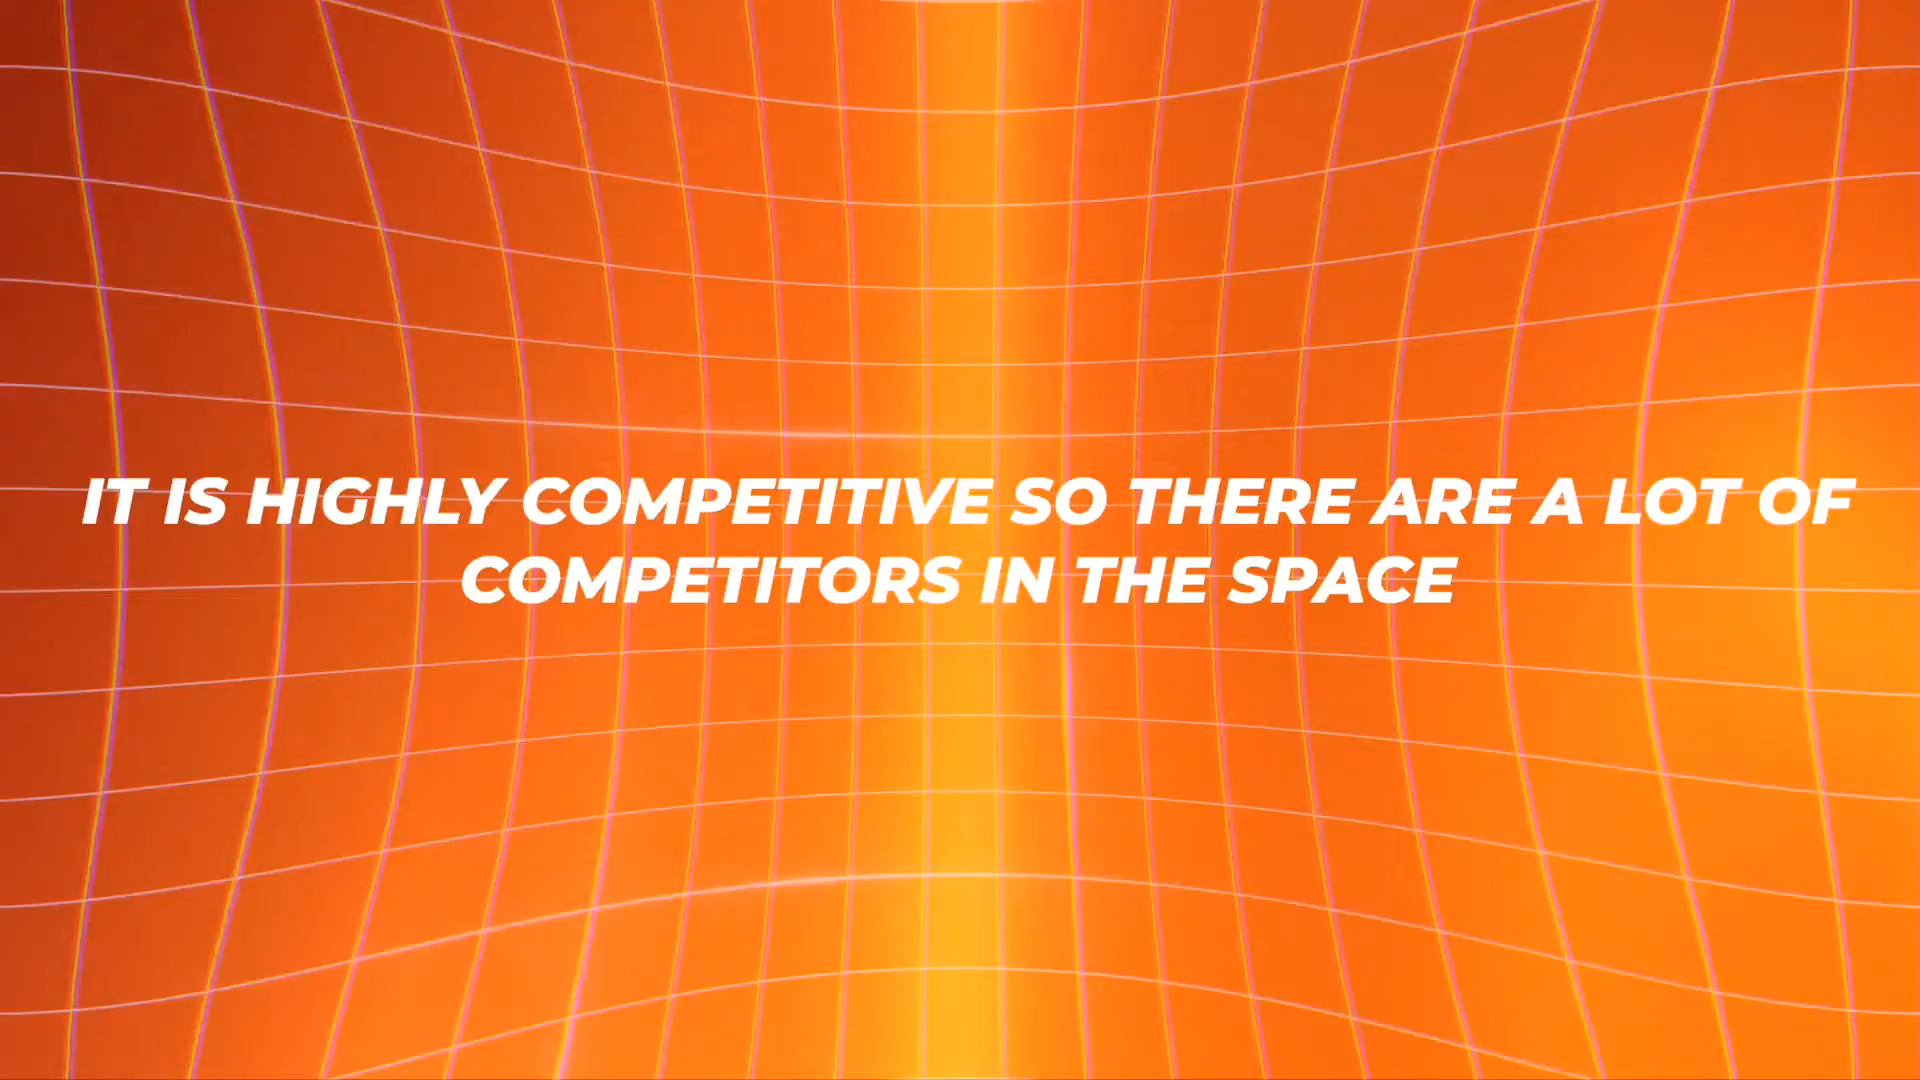 IT IS HIGHLY COMPETITIVE SO THERE ARE A LOT OF
COMPETITORS IN THE SPACE